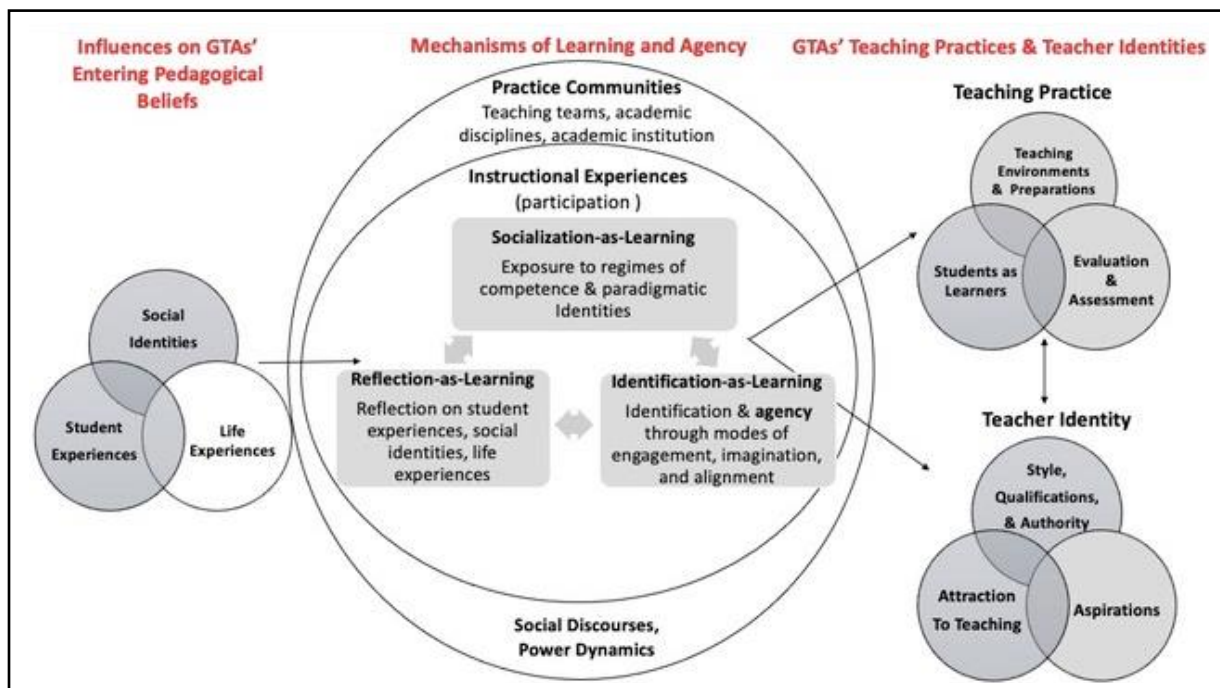 Influences on GTAs'
Entering Pedagogical
Beliefs
Social
Identities
Student
Experiences
Life
Experiences
Mechanisms of Learning and Agency
Practice Communities
Teaching teams, academic
disciplines, academic institution
Instructional Experiences
(participation )
Socialization-as-Learning
Exposure to regimes of
competence & paradigmatic
Identities
Reflection-as-Learning
Reflection on student
experiences, social
identities, life
experiences
Identification-as-Learning
Identification & agency
through modes of
engagement, imagination,
and alignment
Social Discourses,
Power Dynamics
GTAs' Teaching Practices & Teacher Identities
Teaching Practice
Teaching
Environments
& Preparations
Students as
Learners
Evaluation
&
Assessment
Teacher Identity
Style,
Qualifications,
& Authority
Attraction
To Teaching
Aspirations